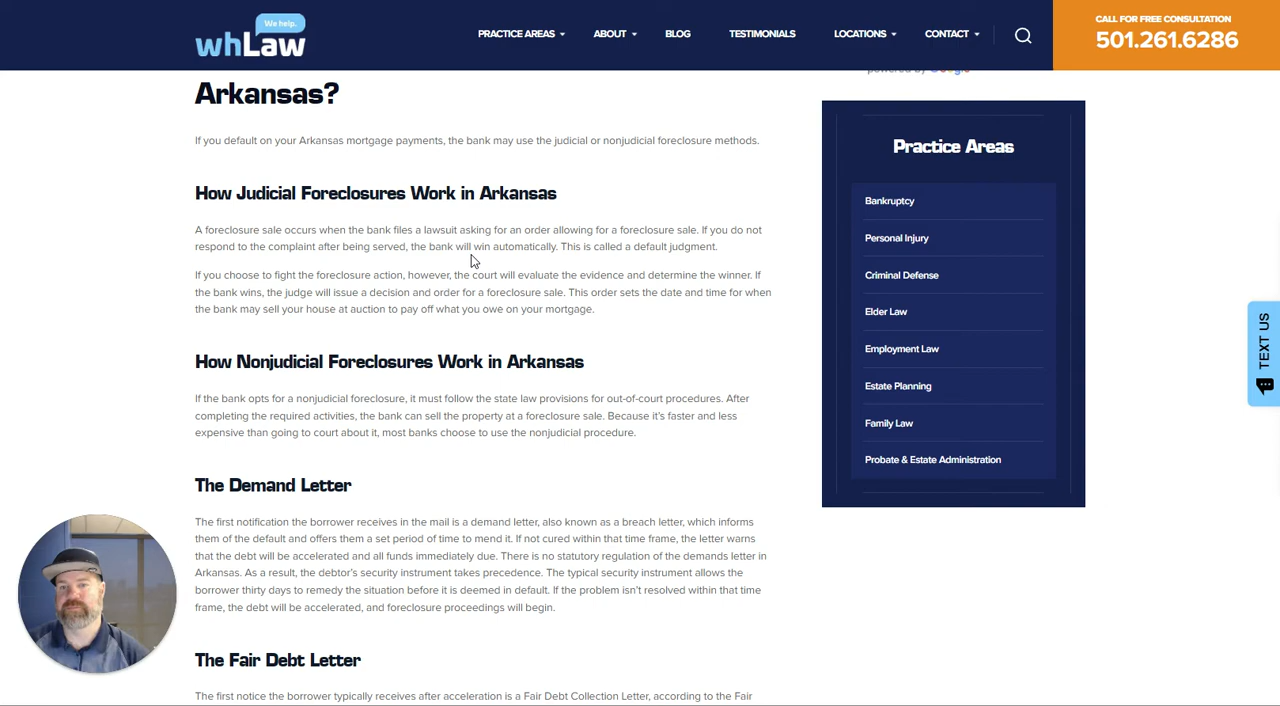 We help.
whLaw
PRACTICE AREAS
ABOUT
BLOG
TESTIMONIALS
LOCATIONS
CONTACT
CALL FOR FREE CONSULTATION
501.261.6286
Arkansas?
If you default on your Arkansas mortgage payments, the bank may use the judicial or nonjudicial foreclosure methods.
How Judicial Foreclosures Work in Arkansas
A foreclosure sale occurs when the bank files a lawsuit asking for an order allowing for a foreclosure sale. If you do not
respond to the complaint after being served, the bank will win automatically. This is called a default judgment.
If you choose to fight the foreclosure action, however, the court will evaluate the evidence and determine the winner. If
the bank wins, the judge will issue a decision and order for a foreclosure sale. This order sets the date and time for when
the bank may sell your house at auction to pay off what you owe on your mortgage.
How Nonjudicial Foreclosures Work in Arkansas
If the bank opts for a nonjudicial foreclosure, it must follow the state law provisions for out-of-court procedures. After
completing the required activities, the bank can sell the property at a foreclosure sale. Because it's faster and less
expensive than going to court about it, most banks choose to use the nonjudicial procedure.
The Demand Letter
The first notification the borrower receives in the mail is a demand letter, also known as a breach letter, which informs
them of the default and offers them a set period of time to mend it. If not cured within that time frame, the letter warns
that the debt will be accelerated and all funds immediately due. There is no statutory regulation of the demands letter in
Arkansas. As a result, the debtor's security instrument takes precedence. The typical security instrument allows the
borrower thirty days to remedy the situation before it is deemed in default. If the problem isn't resolved within that time
frame, the debt will be accelerated, and foreclosure proceedings will begin.
The Fair Debt Letter
The first notice the borrower typically receives after acceleration is a Fair Debt Collection Letter, according to the Fair
powered by Google
Practice Areas
Bankruptcy
Personal Injury
Criminal Defense
Elder Law
Employment Law
Estate Planning
Family Law
Probate & Estate Administration
TEXT US